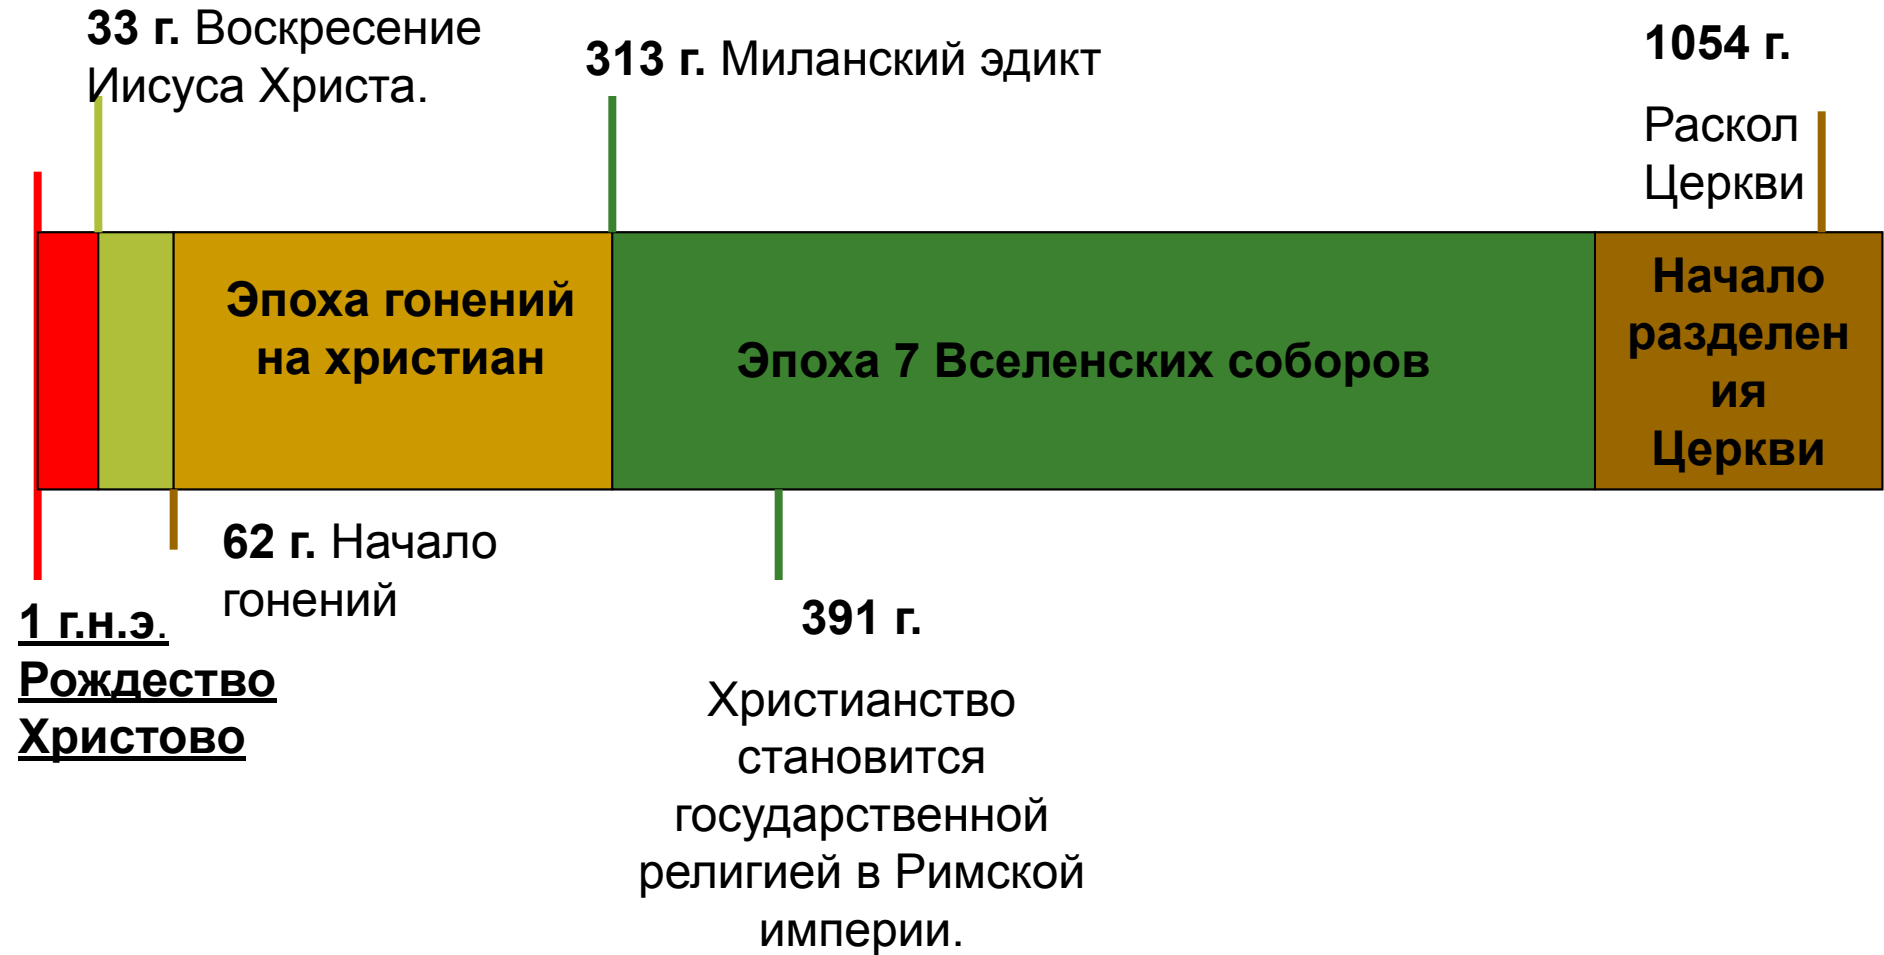 33 г. Воскресение
Иисуса Христа.
313 г. Миланский эдикт
1054 г.
Раскол
Церкви
Эпоха гонений
на христиан
Эпоха 7 Вселенских соборов
Начало
разделен
ия
Церкви
62 г. Начало
гонений
1 г.н.э.
Рождество
Христово
391 г.
Христианство
становится
государственной
религией в Римской
империи.